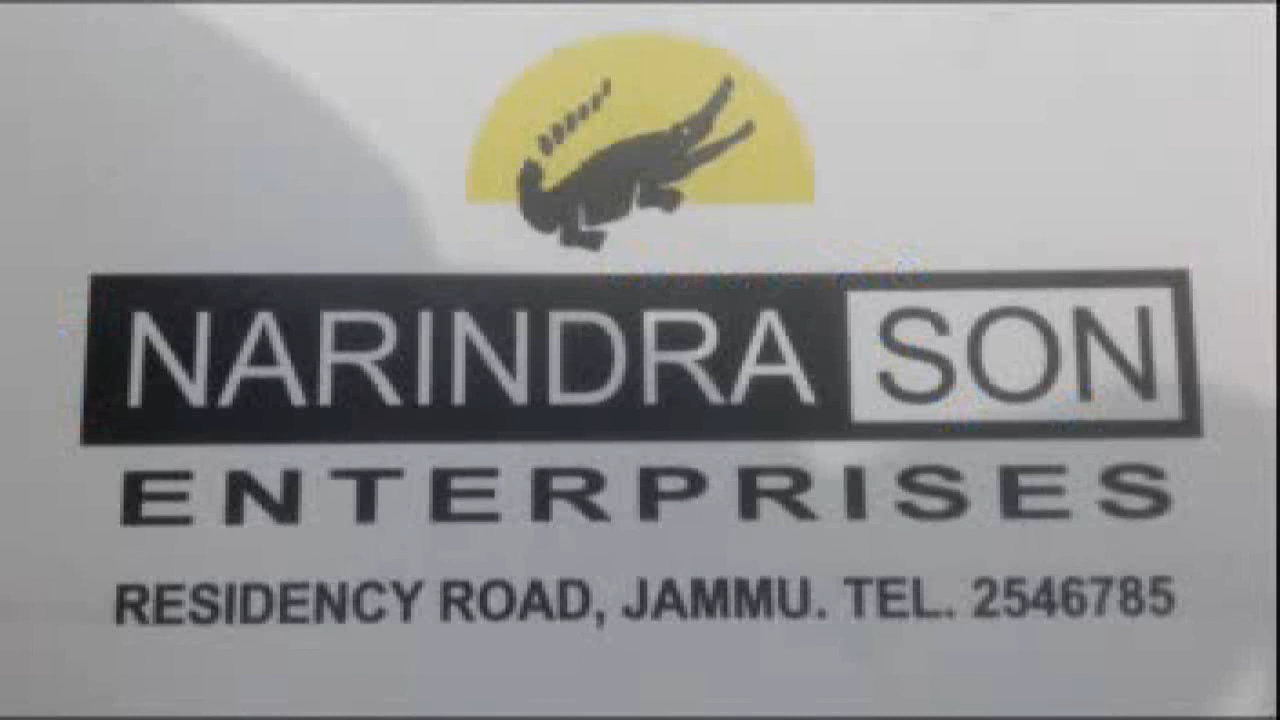 NARINDRA SON
ENTERPRISES
RESIDENCY ROAD, JAMMU. TEL. 2546785